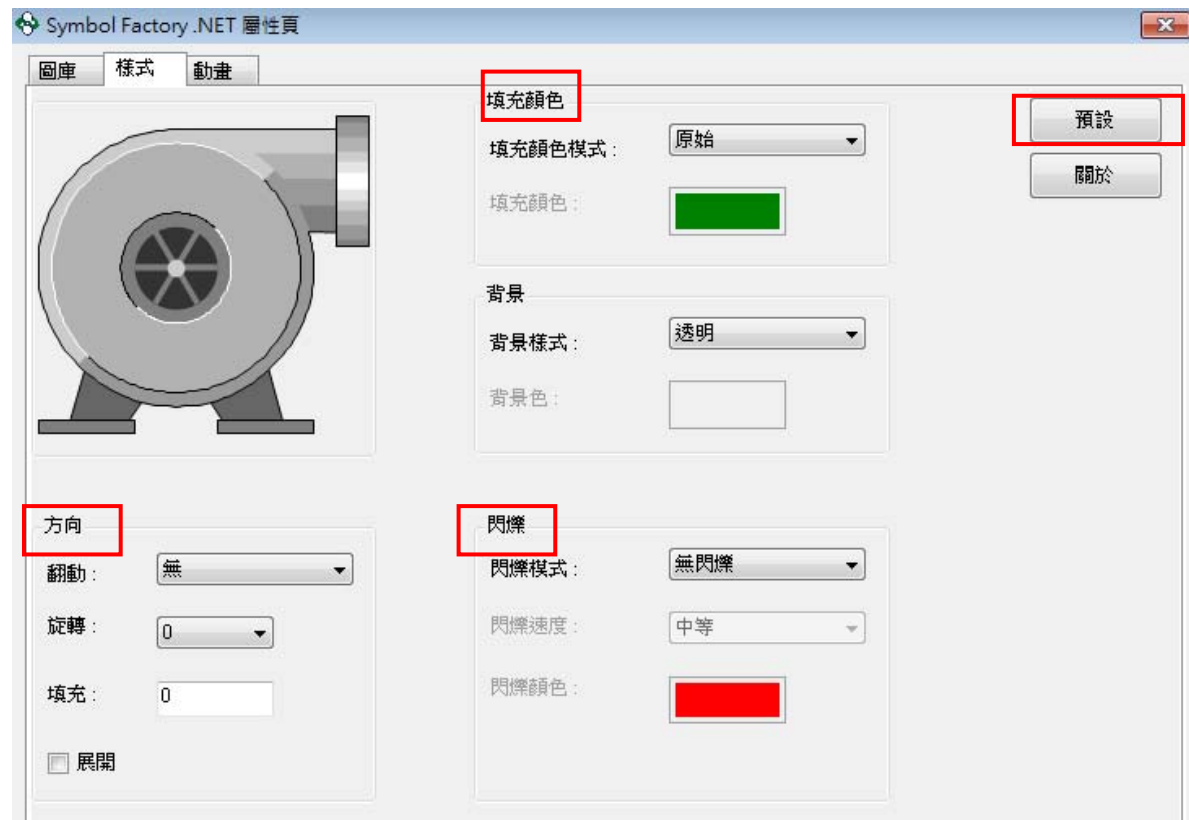 Symbol Factory .NET 屬性頁
圖庫 樣式 動畫
填充顏色
填充顏色模式 : 原始
填充顏色 :
預設
關於
背景
背景樣式 : 透明
背景色 :
方向
翻動 : 無
旋轉 : 0
填充 : 0
展開
閃爍
閃爍模式 : 無閃爍
閃爍速度 : 中等
閃爍顏色 :